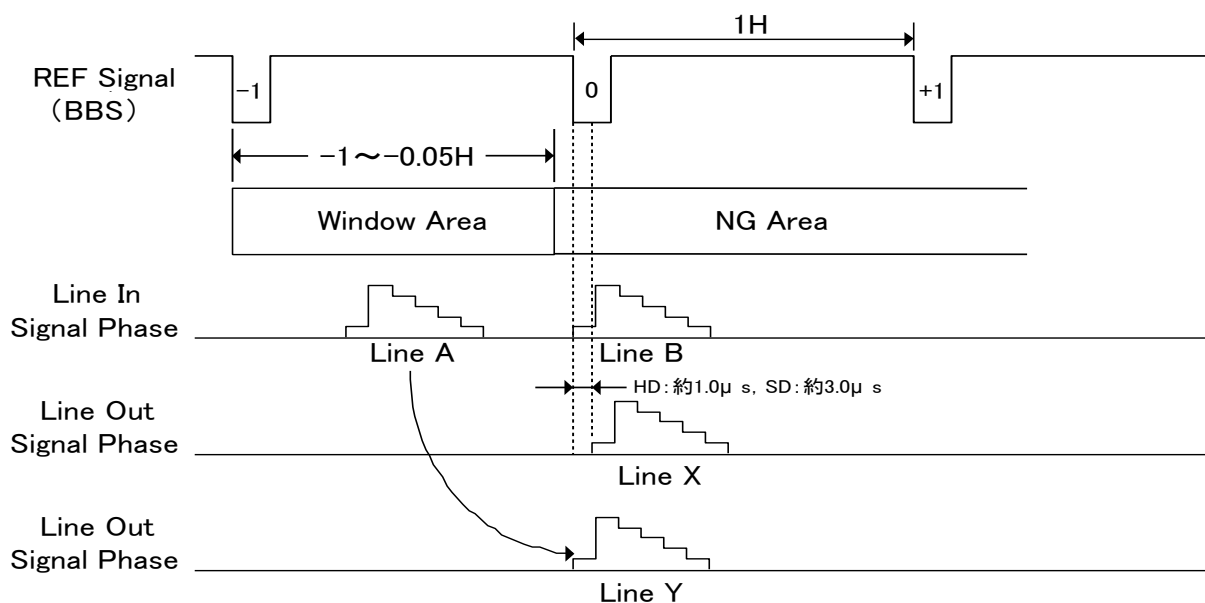 1H
REF Signal
(BBS)
−1
0
+1
−1～−0.05H
Window Area
NG Area
Line In
Signal Phase
Line A
Line B
HD：約1.0μ s, SD：約3.0μ s
Line Out
Signal Phase
Line X
Line Out
Signal Phase
Line Y